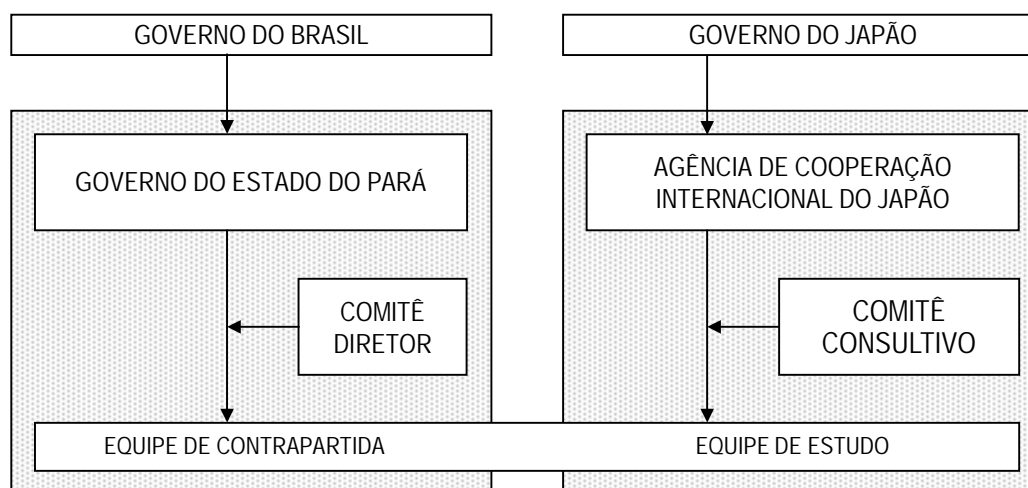 GOVERNO DO BRASIL
GOVERNO DO JAPÃO
GOVERNO DO ESTADO DO PARÁ
AGÊNCIA DE COOPERAÇÃO
INTERNACIONAL DO JAPÃO
COMITÊ
DIRETOR
COMITÊ
CONSULTIVO
EQUIPE DE CONTRAPARTIDA
EQUIPE DE ESTUDO